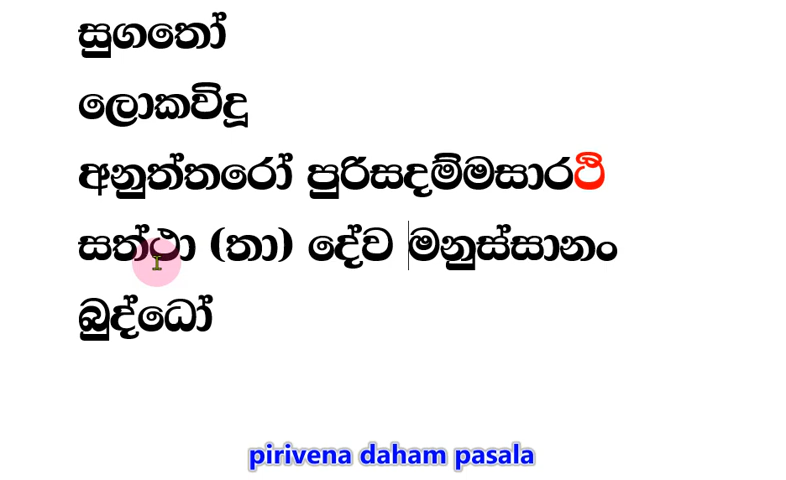 සුගතෝ
ලොකවිදූ
අනුත්තරෝ පුරිසදම්මසාරථි
සත්ථා (තා) දේව මනුස්සානං
බුද්ධෝ
pirivena daham pasala